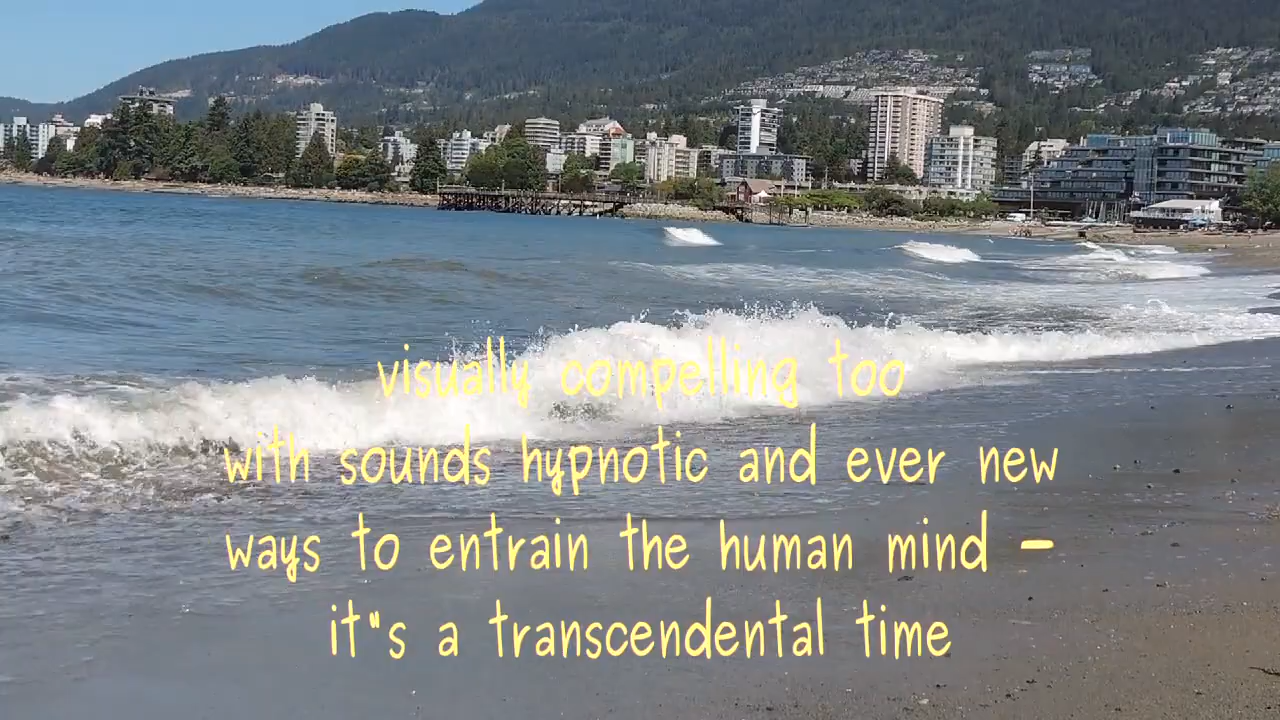 visually compelling too
with sounds hypnotic and ever new
ways to entrain the human mind -
it"s a transcendental time